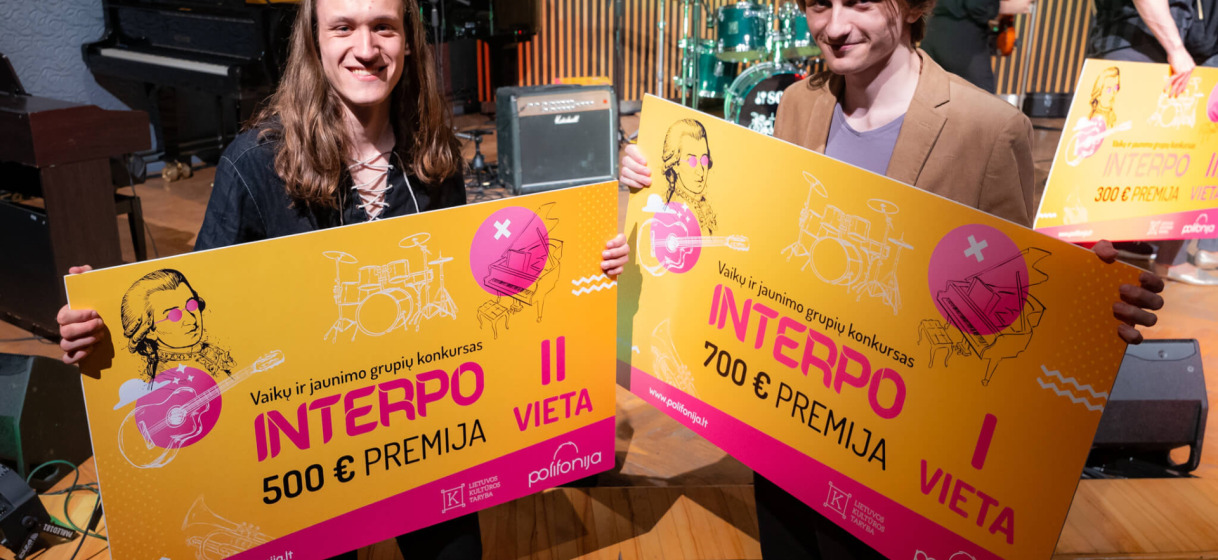 Marshall
Vaikų ir jaunimo grupių konkursas
INTERPO
500 € PREMIJA
II
VIETA
LIETUVOS
KULTŪROS
TARYBA
polifonija
Vaikų ir jaunimo grupių konkursas
INTERPO
700 € PREMIJA
www.polifonija.lt
I
VIETA
LIETUVOS
KULTŪROS
TARYBA
polifonija
Vaikų ir jaunimo grupių konkursas
INTERPO
300 € PREMIJA
polifonija